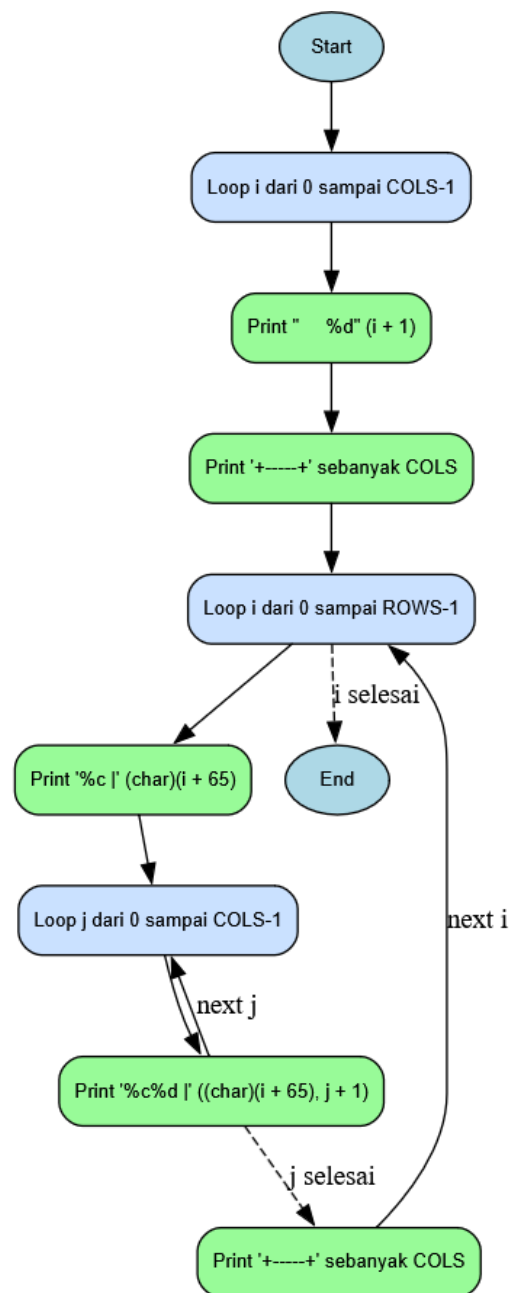 Start
Loop i dari 0 sampai COLS-1
Print "     %d" (i + 1)
Print '+-----+' sebanyak COLS
Loop i dari 0 sampai ROWS-1
i selesai
Print '%c |' (char)(i + 65)
End
Loop j dari 0 sampai COLS-1
next i
next j
Print '%c%d |' ((char)(i + 65), j + 1)
j selesai
Print '+-----+' sebanyak COLS